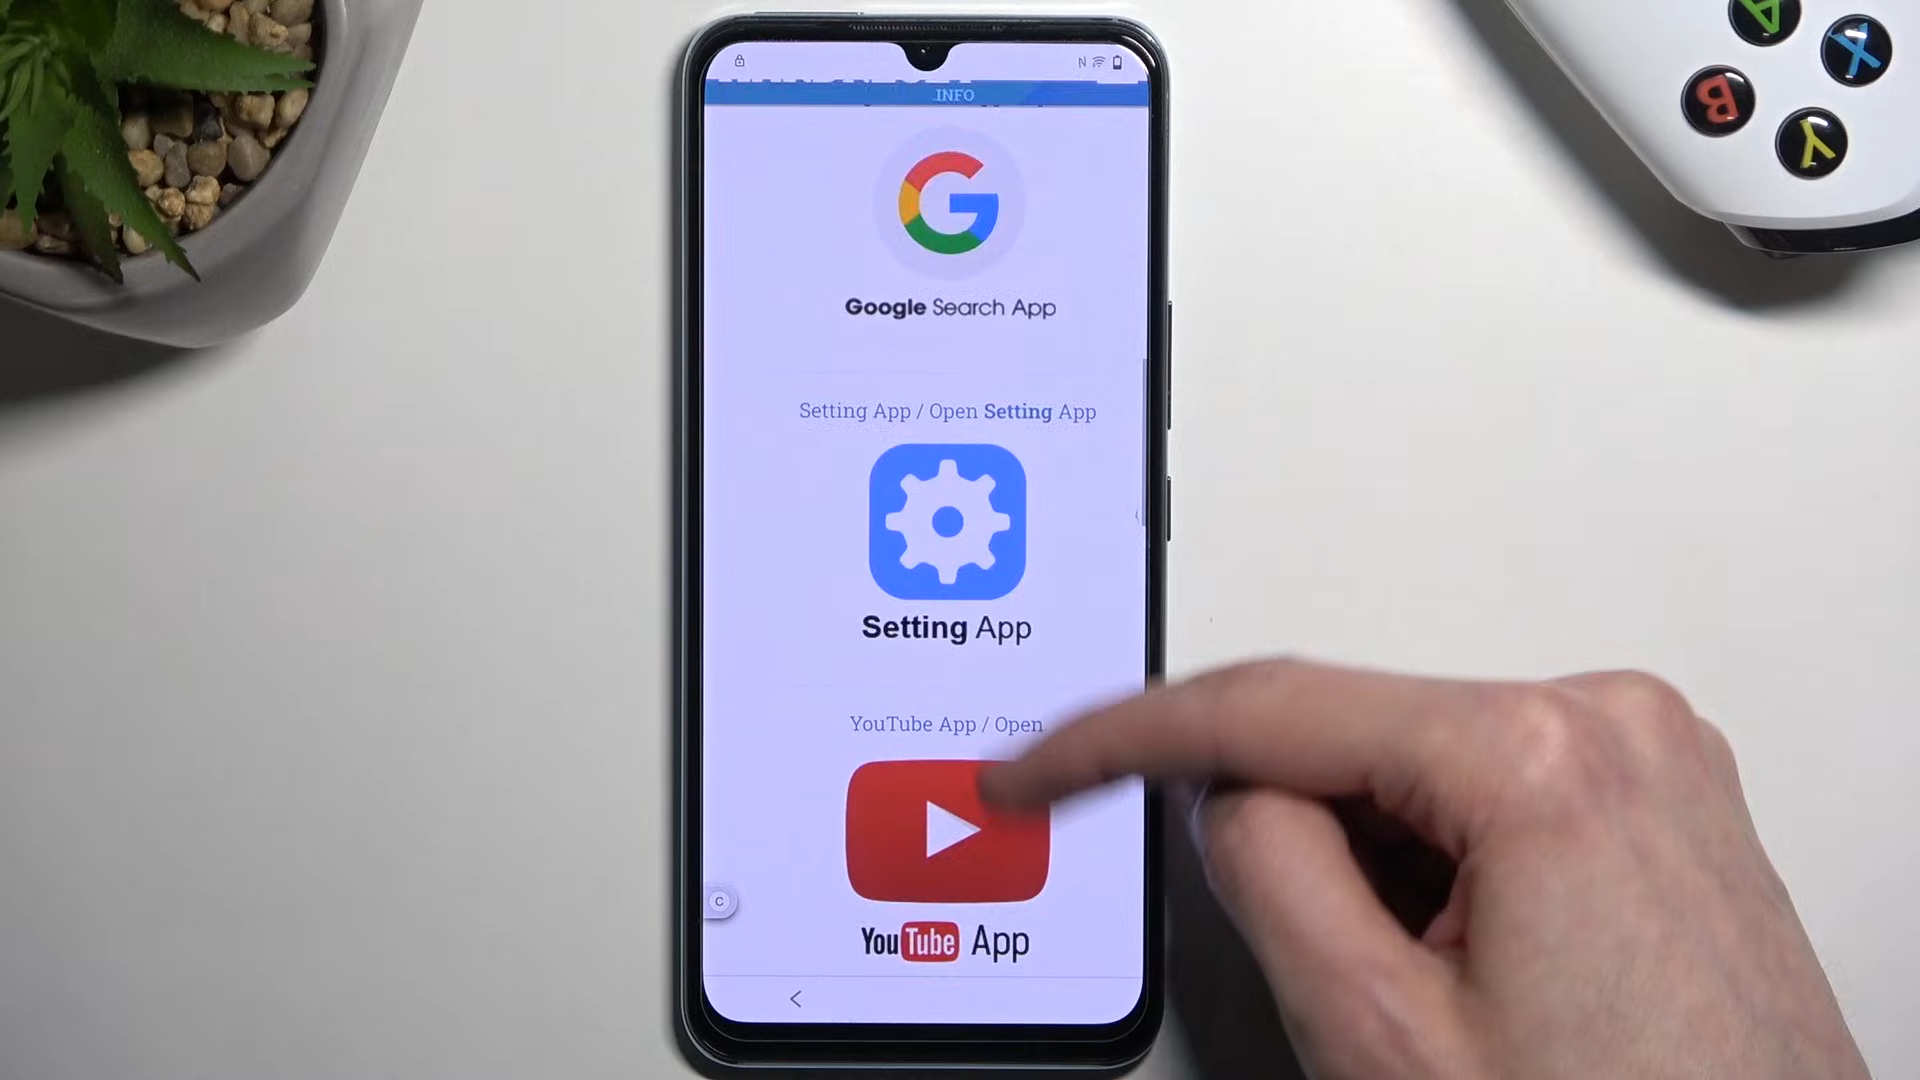 INFO
Google Search App
Setting App / Open Setting App
Setting App
YouTube App / Open
YouTube App
C
A
X
B
Y